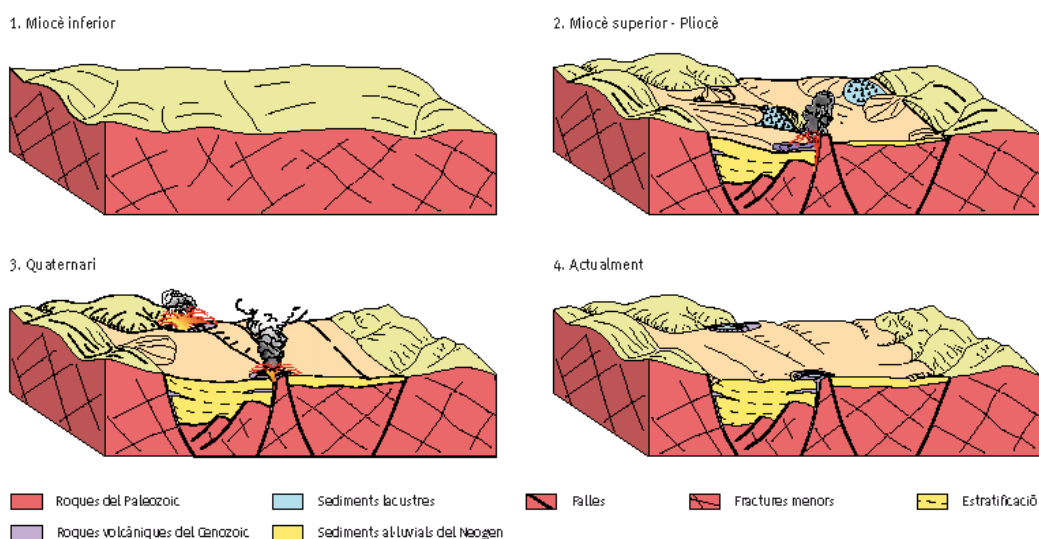 1. Miocè inferior
2. Miocè superior - Pliocè
3. Quaternari
4. Actualment
Roques del Paleozoic
Sediments lacustres
Falles
Fractures menors
Estratificació
Roques volcàniques del Cenozoic
Sediments al·luvials del Neogen